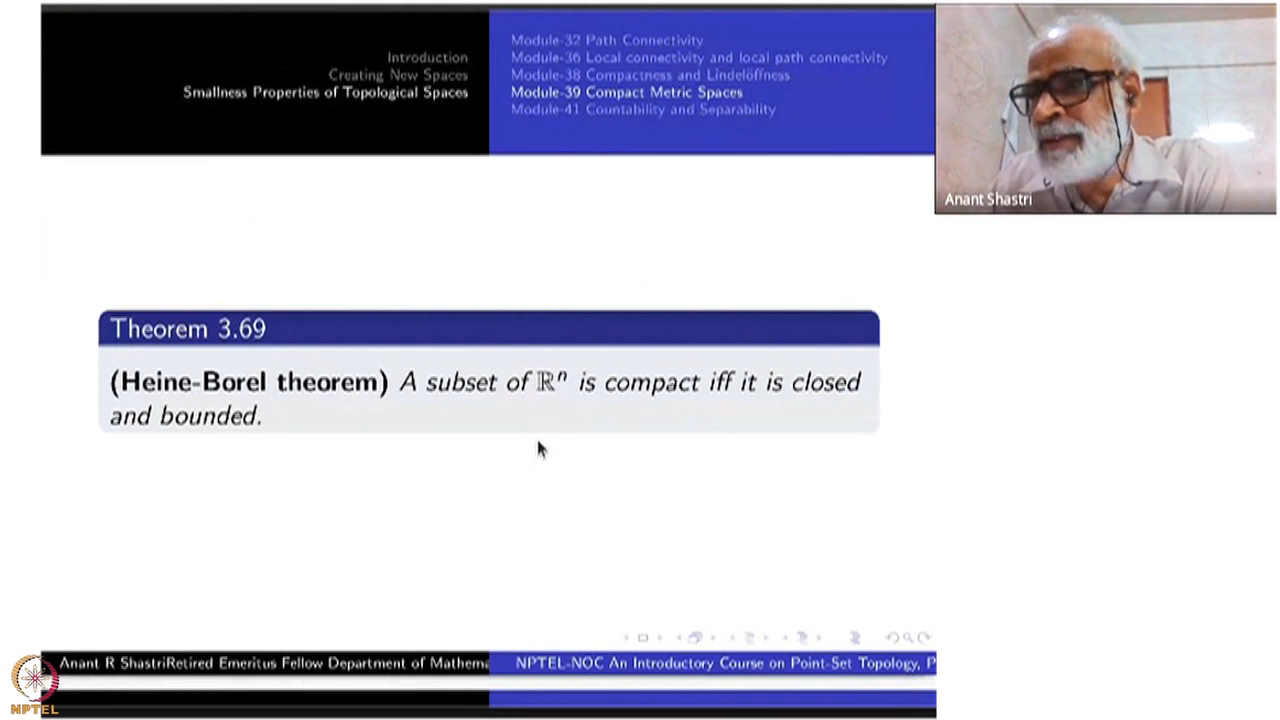 Introduction
Creating New Spaces
Smallness Properties of Topological Spaces
Module-32 Path Connectivity
Module-36 Local connectivity and local path connectivity
Module-38 Compactness and Lindelöffness
Module-39 Compact Metric Spaces
Module-41 Countability and Separability
Anant Shastri
Theorem 3.69
(Heine-Borel theorem) A subset of ℝⁿ is compact iff it is closed
and bounded.
Anant R ShastriRetired Emeritus Fellow Department of Mathema
NPTEL-NOC An Introductory Course on Point-Set Topology, P
NPTEL